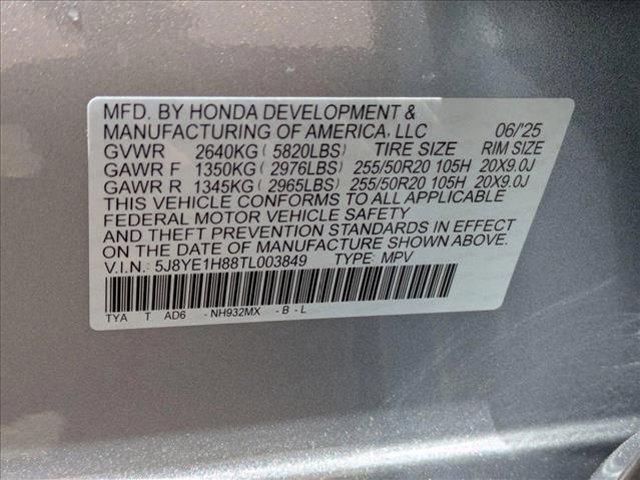 MFD. BY HONDA DEVELOPMENT &
MANUFACTURING OF AMERICA, LLC 06/'25
GVWR 2640KG ( 5820LBS) TIRE SIZE RIM SIZE
GAWR F 1350KG ( 2976LBS) 255/50R20 105H 20X9.0J
GAWR R 1345KG ( 2965LBS) 255/50R20 105H 20X9.0J
THIS VEHICLE CONFORMS TO ALL APPLICABLE
FEDERAL MOTOR VEHICLE SAFETY
AND THEFT PREVENTION STANDARDS IN EFFECT
ON THE DATE OF MANUFACTURE SHOWN ABOVE.
V.I.N.: 5J8YE1H88TL003849 TYPE: MPV
TYA T AD6 - NH932MX - B - L